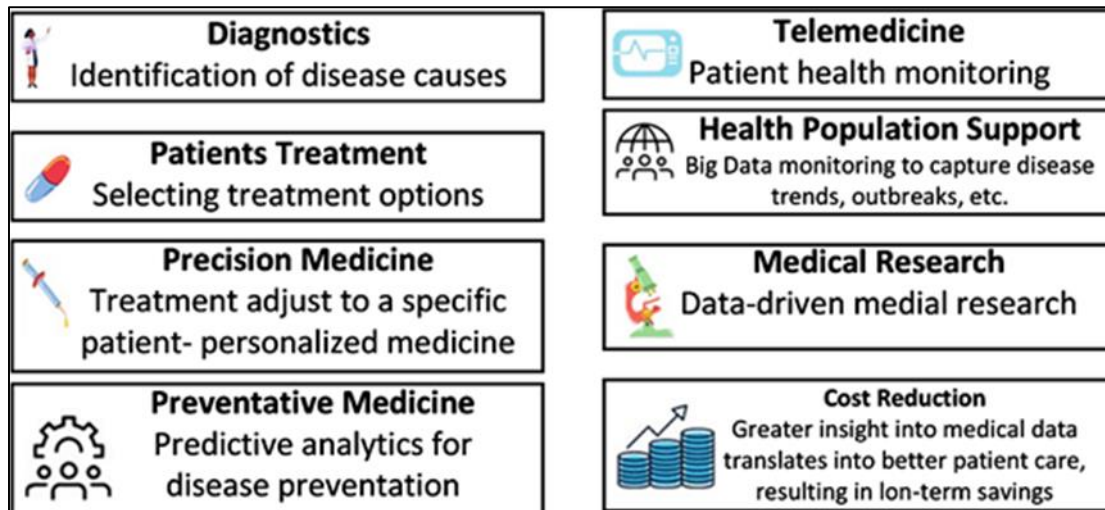 Diagnostics
Identification of disease causes
Patients Treatment
Selecting treatment options
Precision Medicine
Treatment adjust to a specific
patient- personalized medicine
Preventative Medicine
Predictive analytics for
disease preventation
Telemedicine
Patient health monitoring
Health Population Support
Big Data monitoring to capture disease
trends, outbreaks, etc.
Medical Research
Data-driven medial research
Cost Reduction
Greater insight into medical data
translates into better patient care,
resulting in lon-term savings